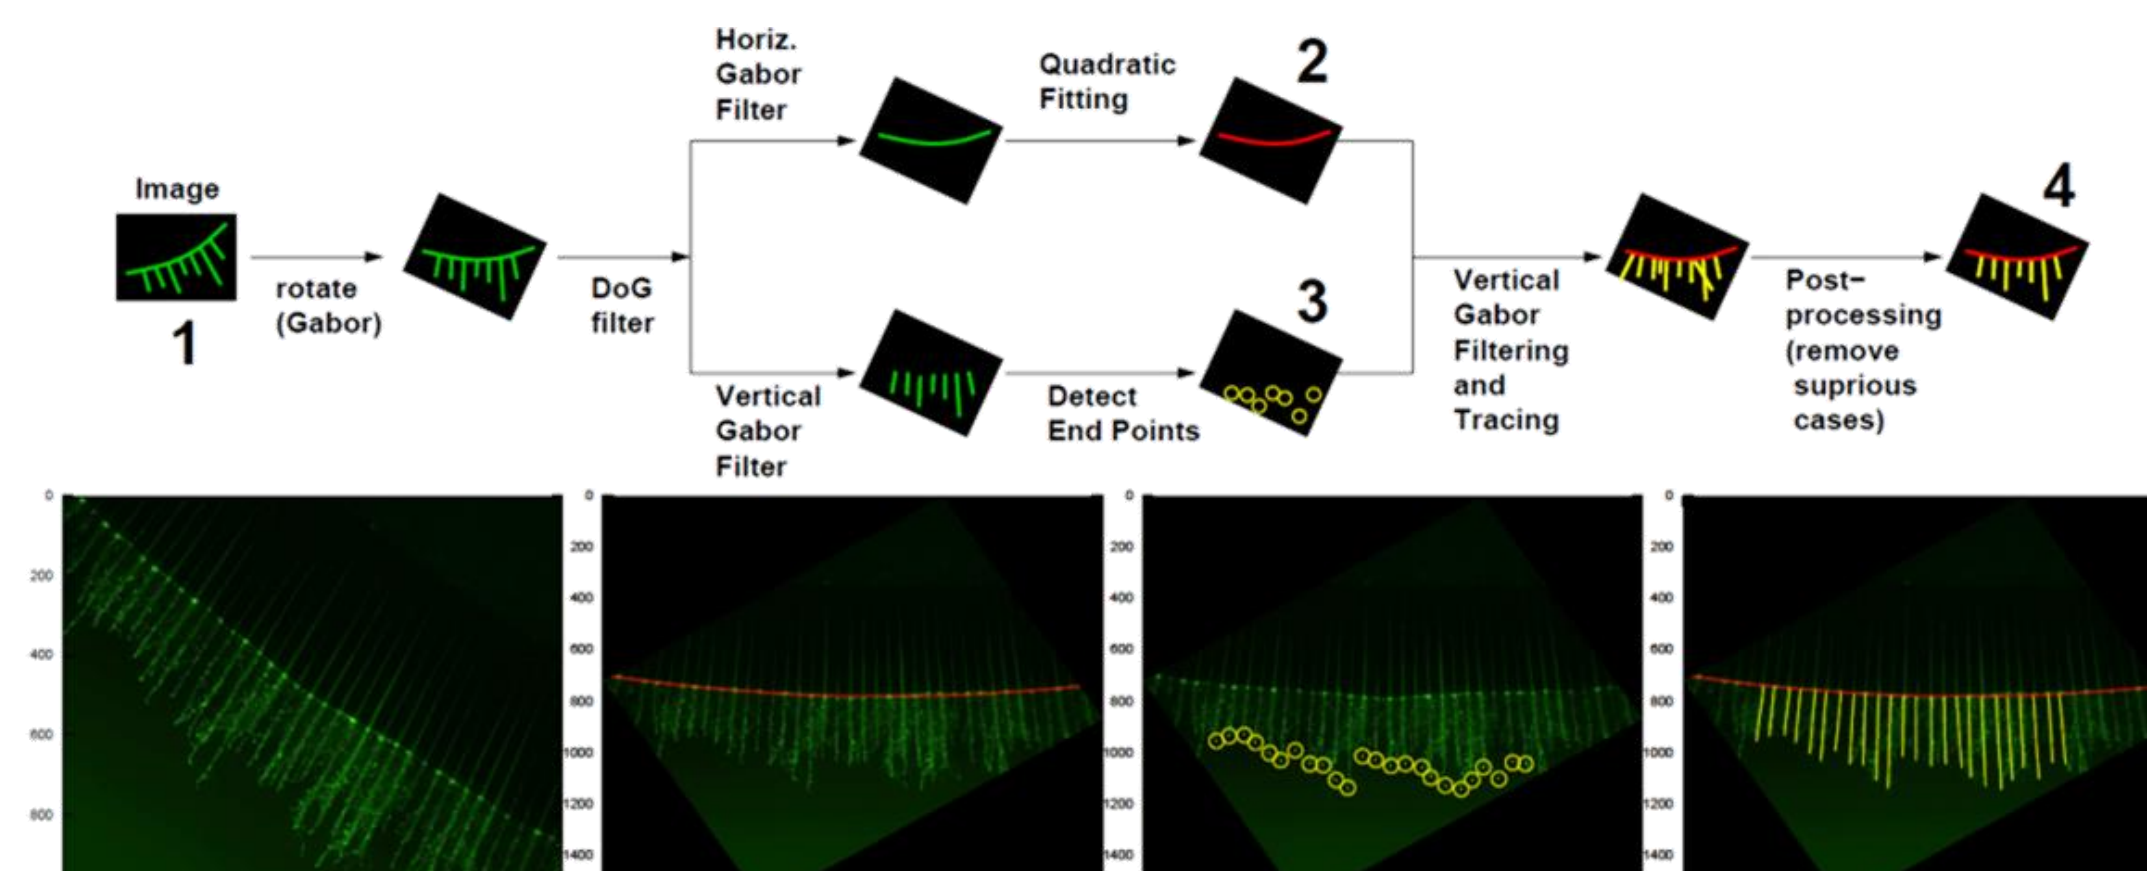 Image
1
rotate
(Gabor)
DoG
filter
Horiz.
Gabor
Filter
Quadratic
Fitting
2
Vertical
Gabor
Filter
Detect
End Points
3
Vertical
Gabor
Filtering
and
Tracing
Post-
processing
(remove
suprious
cases)
4
0
200
400
600
800
0
200
400
600
800
1000
1200
1400
0
200
400
600
800
1000
1200
1400
0
200
400
600
800
1000
1200
1400